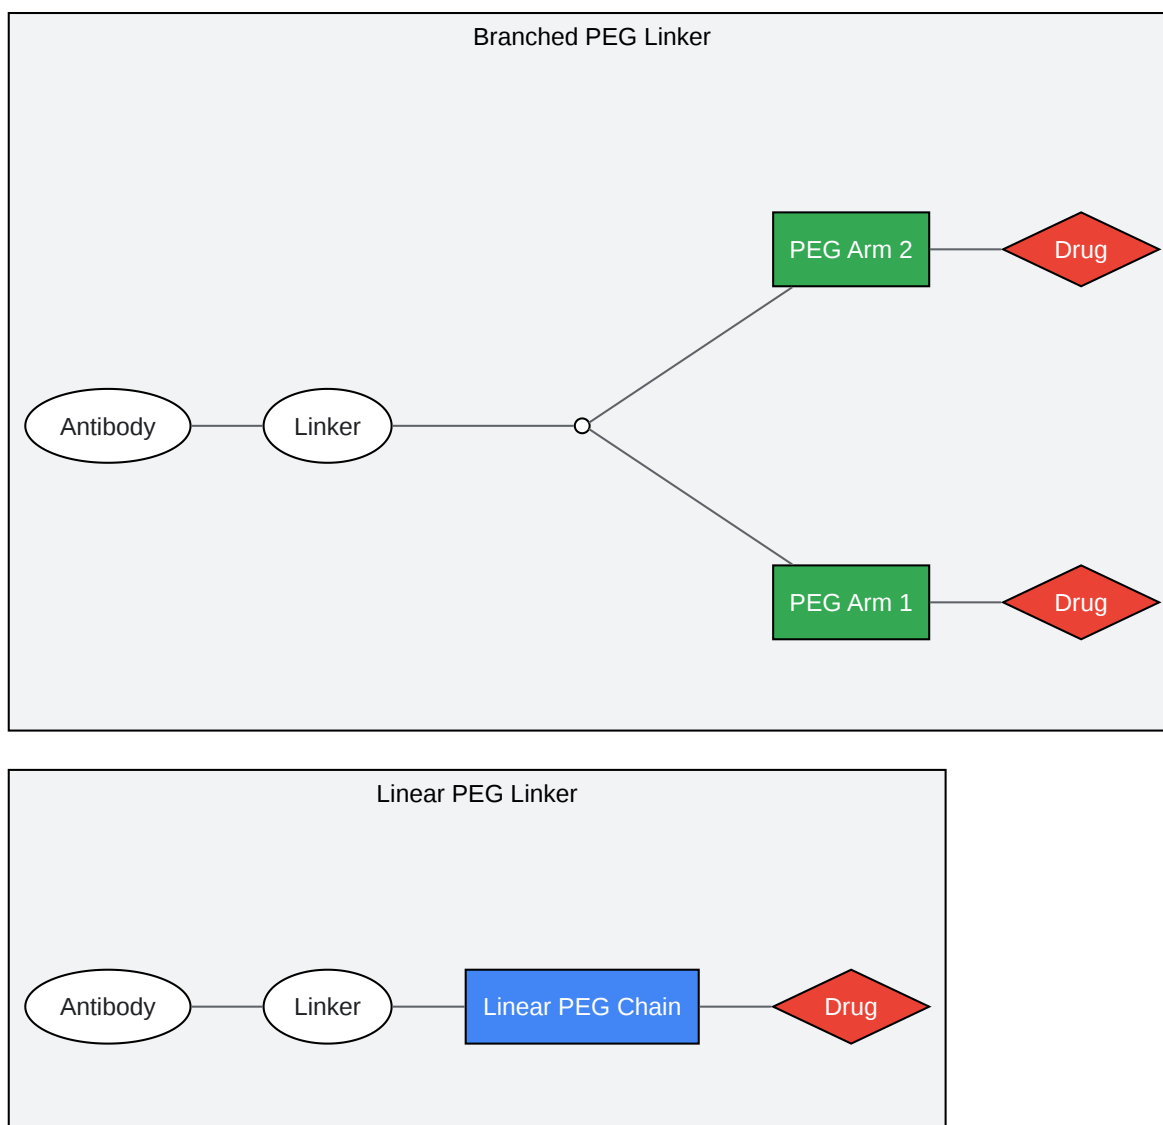 Branched PEG Linker
PEG Arm 2
Drug
Antibody
Linker
PEG Arm 1
Drug
Linear PEG Linker
Antibody
Linker
Linear PEG Chain
Drug